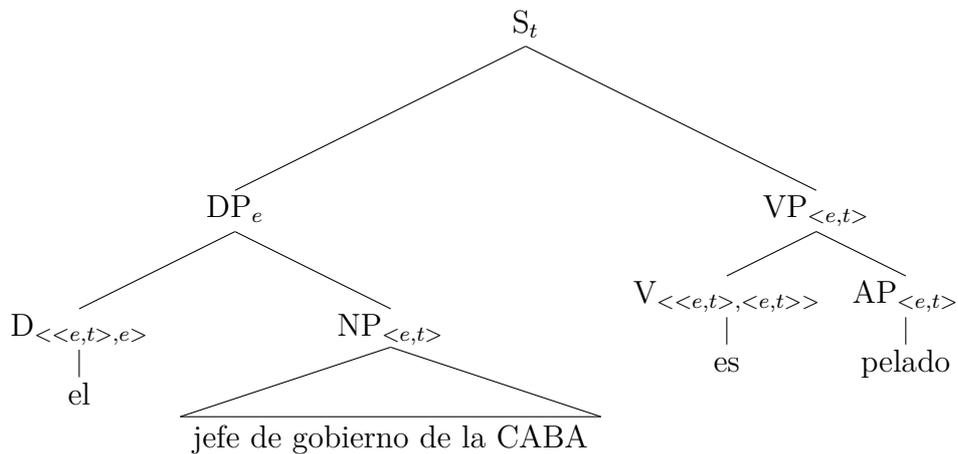 S_t
DP_e VP_{<e,t>}
D_{<<e,t>,e>} NP_{<e,t>} V_{<<e,t>,<e,t>>} AP_{<e,t>}
el jefe de gobierno de la CABA es pelado